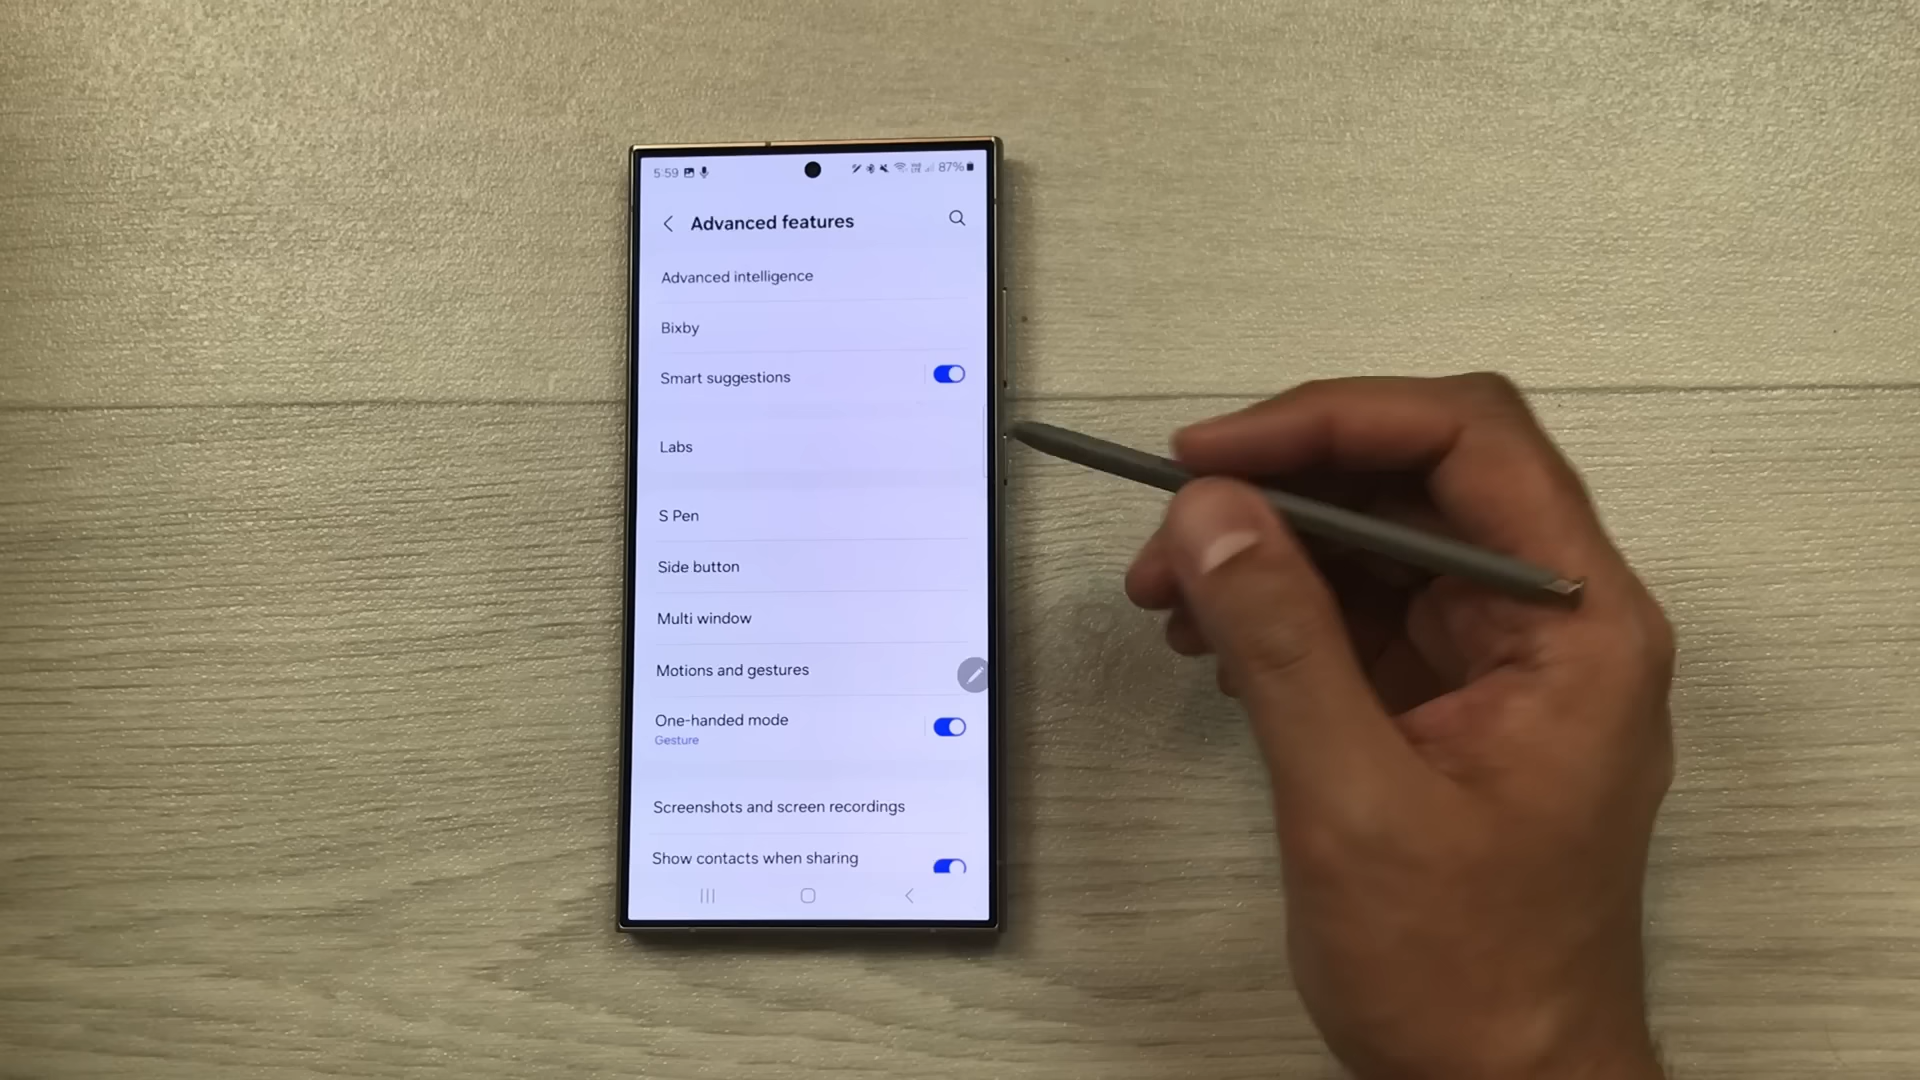 5:59 87%
Advanced features
Advanced intelligence
Bixby
Smart suggestions
Labs
S Pen
Side button
Multi window
Motions and gestures
One-handed mode
Gesture
Screenshots and screen recordings
Show contacts when sharing